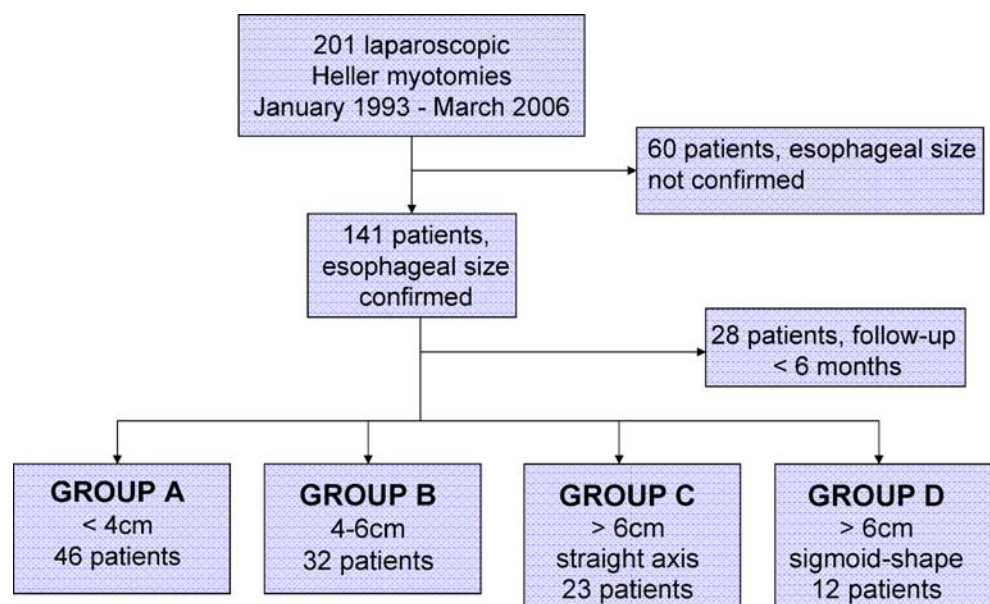 201 laparoscopic
Heller myotomies
January 1993 - March 2006
60 patients, esophageal size
not confirmed
141 patients,
esophageal size
confirmed
28 patients, follow-up
< 6 months
GROUP A
< 4cm
46 patients
GROUP B
4-6cm
32 patients
GROUP C
> 6cm
straight axis
23 patients
GROUP D
> 6cm
sigmoid-shape
12 patients